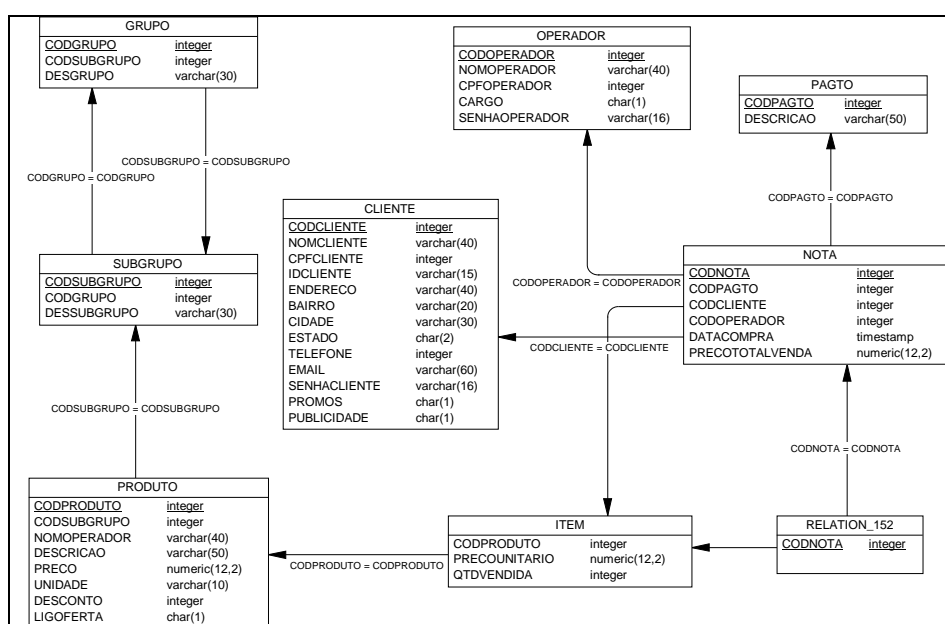 GRUPO
CODGRUPO integer
CODSUBGRUPO integer
DESGRUPO varchar(30)
OPERADOR
CODOPERADOR integer
NOMOPERADOR varchar(40)
CPFOPERADOR integer
CARGO char(1)
SENHAOPERADOR varchar(16)
PAGTO
CODPAGTO integer
DESCRICAO varchar(50)
CODSUBGRUPO = CODSUBGRUPO
CODGRUPO = CODGRUPO
CODPAGTO = CODPAGTO
CLIENTE
CODCLIENTE integer
NOMCLIENTE varchar(40)
CPFCLIENTE integer
IDCLIENTE varchar(15)
ENDERECO varchar(40)
BAIRRO varchar(20)
CIDADE varchar(30)
ESTADO char(2)
TELEFONE integer
EMAIL varchar(60)
SENHACLIENTE varchar(16)
PROMOS char(1)
PUBLICIDADE char(1)
SUBGRUPO
CODSUBGRUPO integer
CODGRUPO integer
DESSUBGRUPO varchar(30)
NOTA
CODNOTA integer
CODPAGTO integer
CODCLIENTE integer
CODOPERADOR integer
DATACOMPRA timestamp
PRECOTOTALVENDA numeric(12,2)
CODOPERADOR = CODOPERADOR
CODCLIENTE = CODCLIENTE
CODSUBGRUPO = CODSUBGRUPO
CODNOTA = CODNOTA
PRODUTO
CODPRODUTO integer
CODSUBGRUPO integer
NOMOPERADOR varchar(40)
DESCRICAO varchar(50)
PRECO numeric(12,2)
UNIDADE varchar(10)
DESCONTO integer
LIGOFERTA char(1)
CODPRODUTO = CODPRODUTO
ITEM
CODPRODUTO integer
PRECOUNITARIO numeric(12,2)
QTDVENDIDA integer
RELATION_152
CODNOTA integer